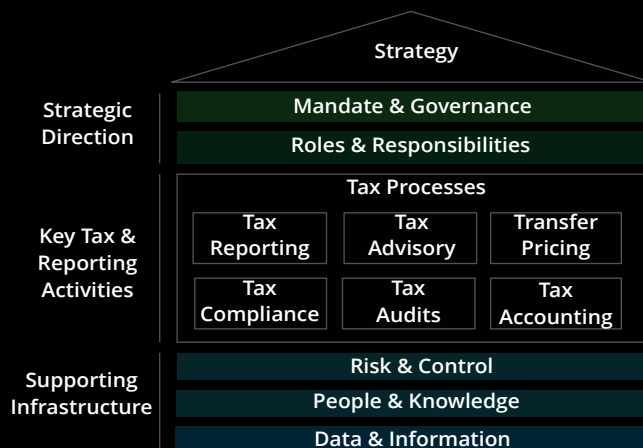 Strategy
Strategic
Direction
Mandate & Governance
Roles & Responsibilities
Key Tax &
Reporting
Activities
Tax Processes
Tax
Reporting
Tax
Advisory
Transfer
Pricing
Tax
Compliance
Tax
Audits
Tax
Accounting
Supporting
Infrastructure
Risk & Control
People & Knowledge
Data & Information